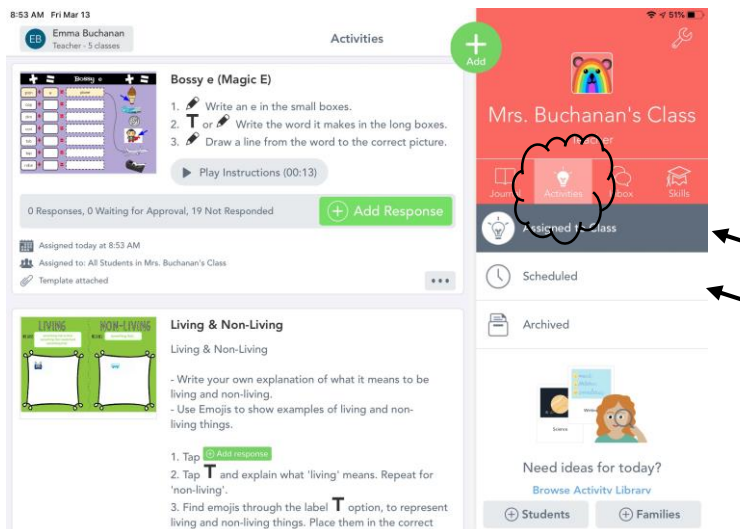 8:53 AM Fri Mar 13
51%
EB
Emma Buchanan
Teacher - 5 classes
Activities
Add
Bossy e
Bossy e (Magic E)
1. Write an e in the small boxes.
2. T or Write the word it makes in the long boxes.
3. Draw a line from the word to the correct picture.
Play Instructions (00:13)
0 Responses, 0 Waiting for Approval, 19 Not Responded
Add Response
Assigned today at 8:53 AM
Assigned to: All Students in Mrs. Buchanan's Class
Template attached
LIVING
NON-LIVING
Living & Non-Living
Living & Non-Living
- Write your own explanation of what it means to be
living and non-living.
- Use Emojis to show examples of living and non-
living things.
1. Tap Add response
2. Tap T and explain what 'living' means. Repeat for
'non-living'.
3. Find emojis through the label T option, to represent
living and non-living things. Place them in the correct
Mrs. Buchanan's Class
Teacher
Journal
Activities
Inbox
Skills
Assigned to Class
Scheduled
Archived
Science
Need ideas for today?
Browse Activity Library
Students
Families